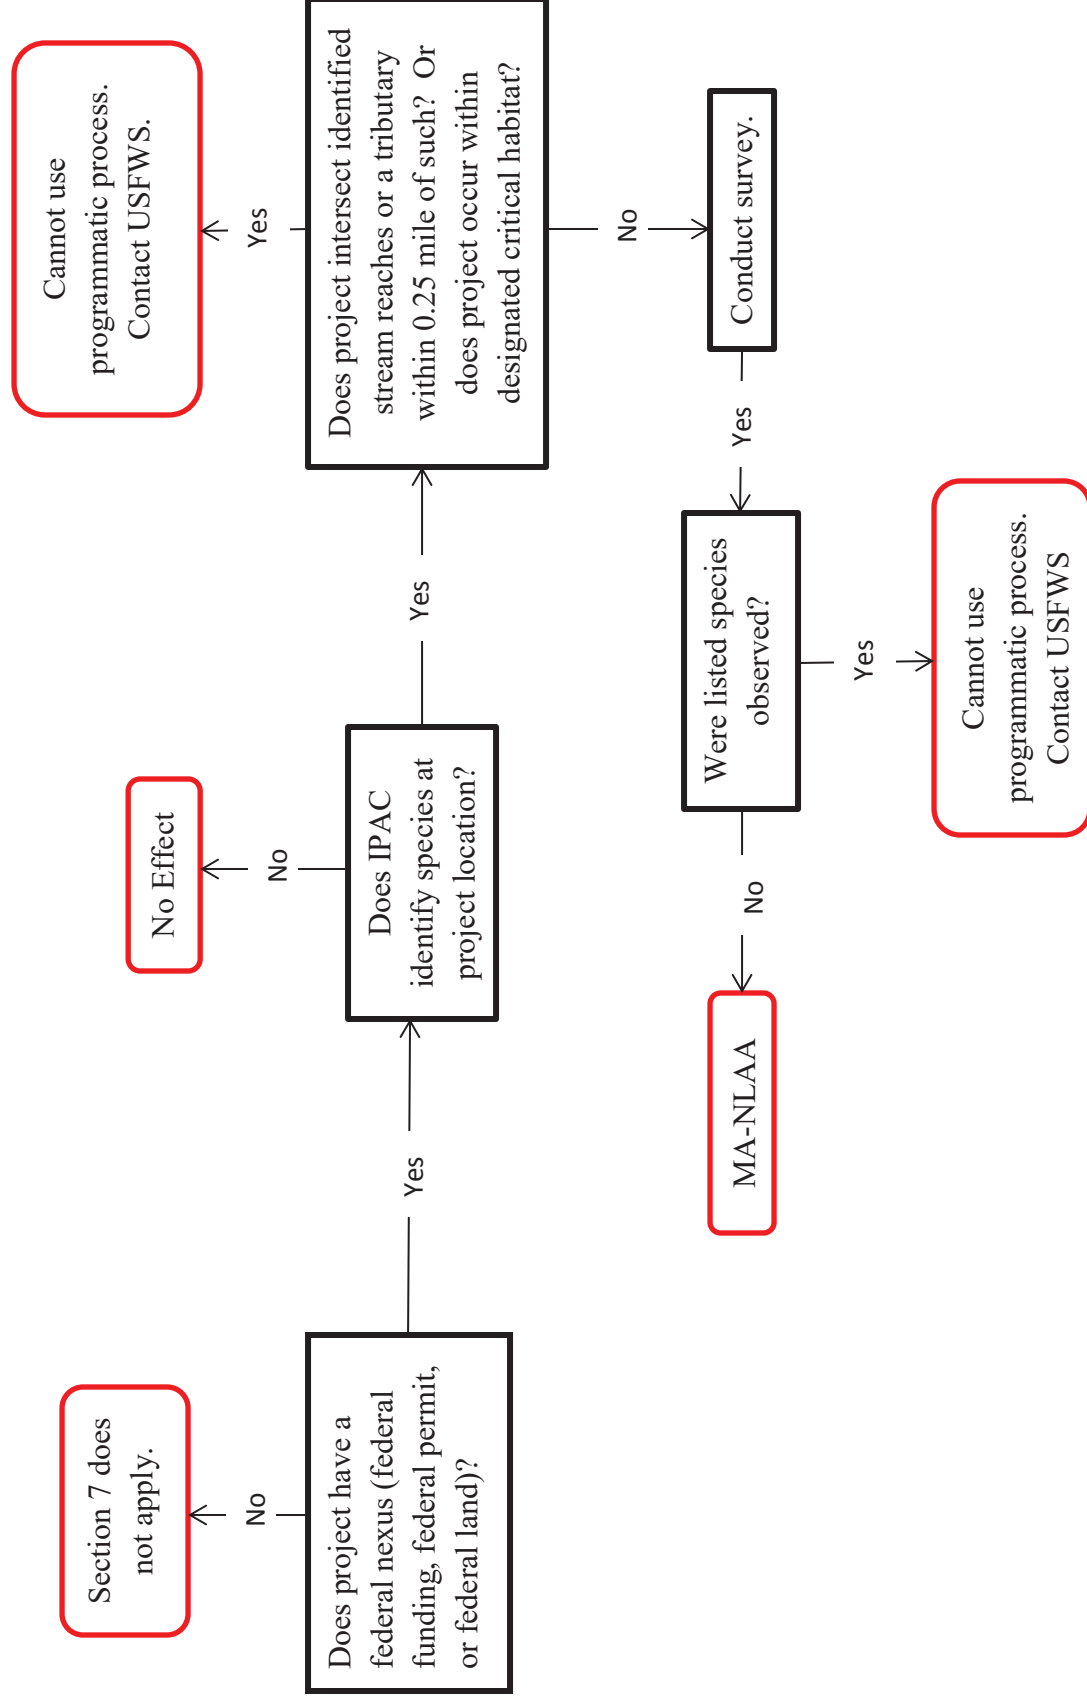 Section 7 does
not apply.
No
Does project have a
federal nexus (federal
funding, federal permit,
or federal land)?
Yes
No Effect
No
Does IPAC
identify species at
project location?
Yes
Cannot use
programmatic process.
Contact USFWS.
Yes
Does project intersect identified
stream reaches or a tributary
within 0.25 mile of such? Or
does project occur within
designated critical habitat?
No
Conduct survey.
Yes
Were listed species
observed?
No
MA-NLAA
Yes
Cannot use
programmatic process.
Contact USFWS